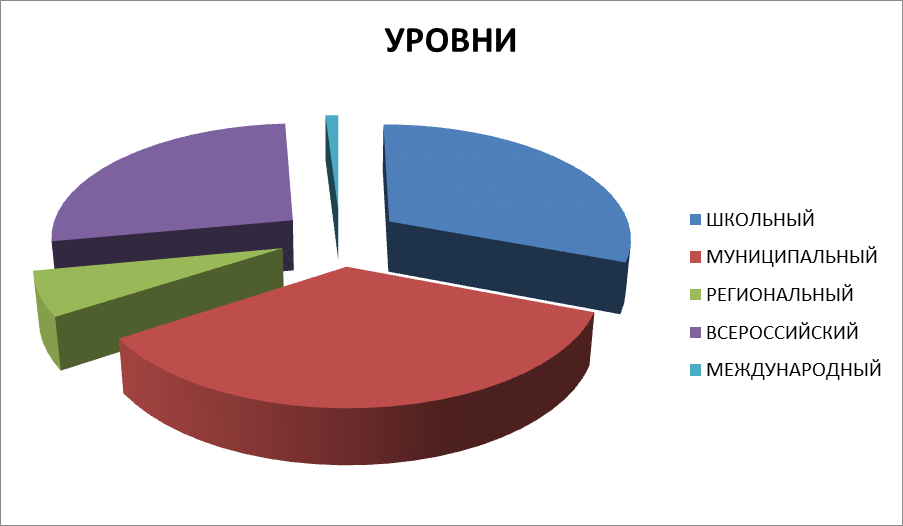 УРОВНИ
ШКОЛЬНЫЙ
МУНИЦИПАЛЬНЫЙ
РЕГИОНАЛЬНЫЙ
ВСЕРОССИЙСКИЙ
МЕЖДУНАРОДНЫЙ